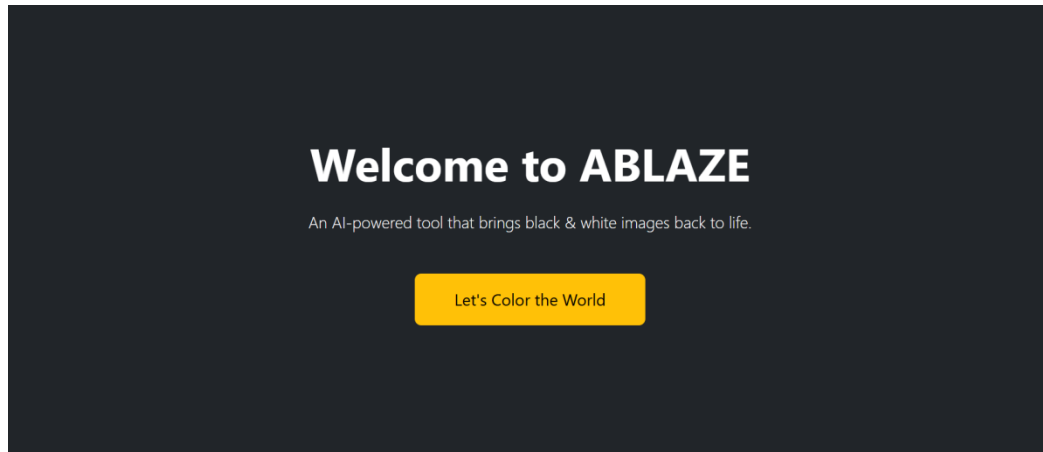 Welcome to ABLAZE
An AI-powered tool that brings black & white images back to life.
Let's Color the World